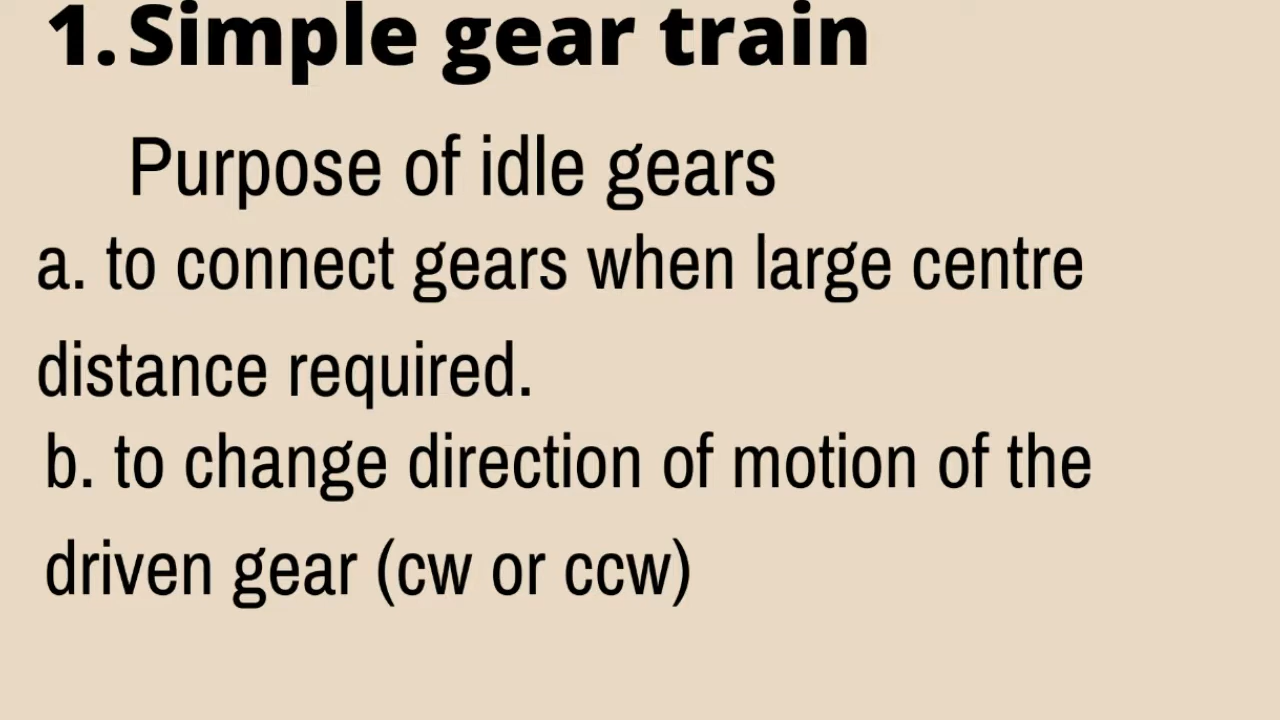 1. Simple gear train
Purpose of idle gears
a. to connect gears when large centre
distance required.
b. to change direction of motion of the
driven gear (cw or ccw)